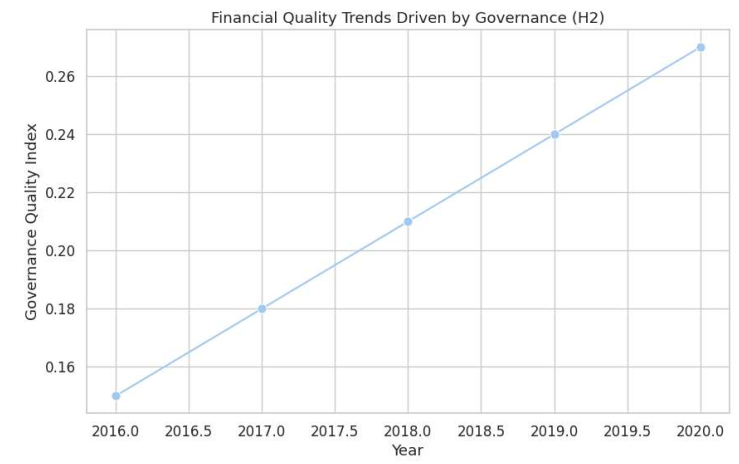 Financial Quality Trends Driven by Governance (H2)
Governance Quality Index
0.26
0.24
0.22
0.20
0.18
0.16
2016.0 2016.5 2017.0 2017.5 2018.0 2018.5 2019.0 2019.5 2020.0
Year